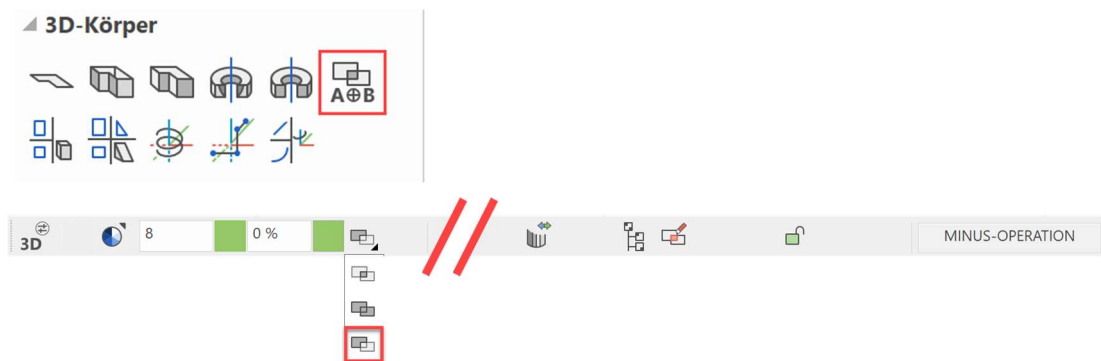 3D-Körper
A⊕B
3D 8 0 % MINUS-OPERATION